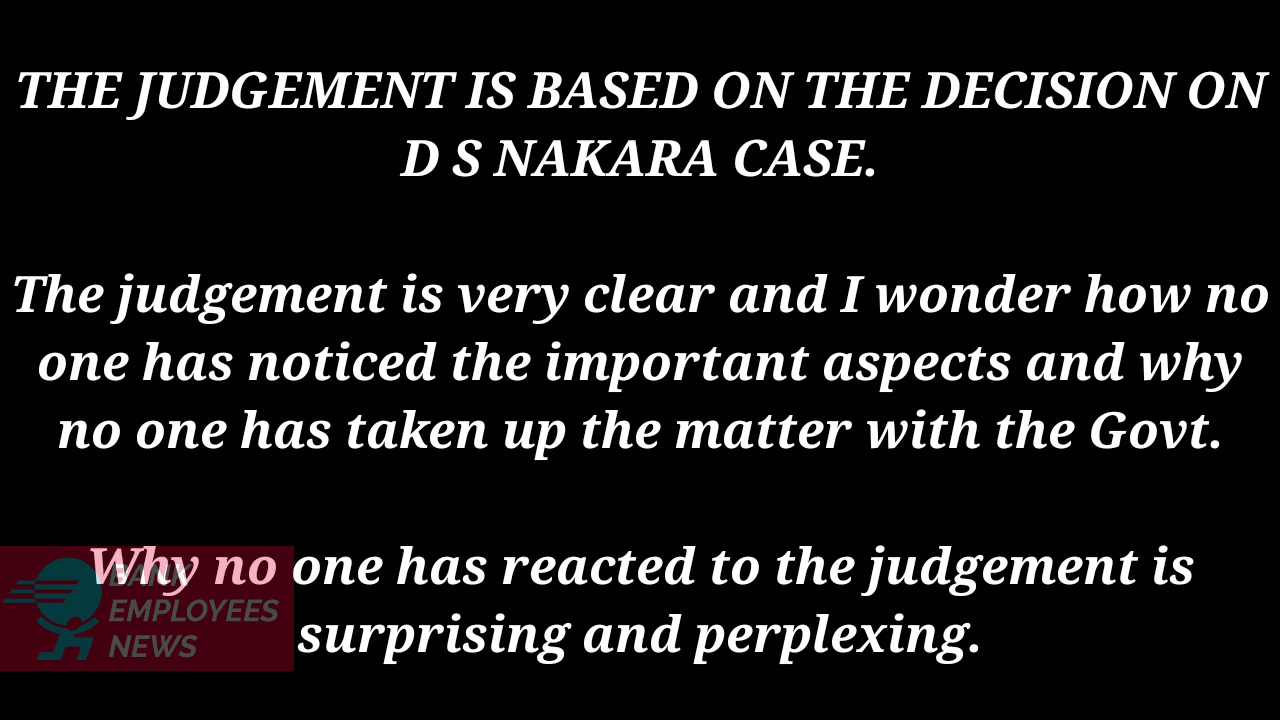 THE JUDGEMENT IS BASED ON THE DECISION ON
D S NAKARA CASE.
The judgement is very clear and I wonder how no
one has noticed the important aspects and why
no one has taken up the matter with the Govt.
Why no one has reacted to the judgement is
surprising and perplexing.
BANK
EMPLOYEES
NEWS